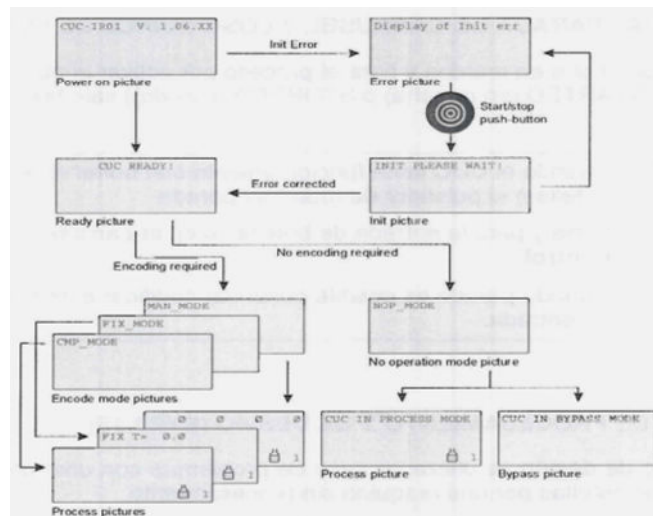 CUC-IR01 V 1.06.XX
Init Error
Display of Init err
Power on picture
Error picture
Start/stop
push-button
CUC READY!
Error corrected
INIT PLEASE WAIT!
Ready picture
Init picture
Encoding required
No encoding required
MAN_MODE
FIX_MODE
CMP_MODE
NOP_MODE
Encode mode pictures
No operation mode picture
0 0 0 0
1
FIX T= 0.0
1
1
Process pictures
CUC IN PROCESS MODE
1
Process picture
CUC IN BYPASS MODE
Bypass picture